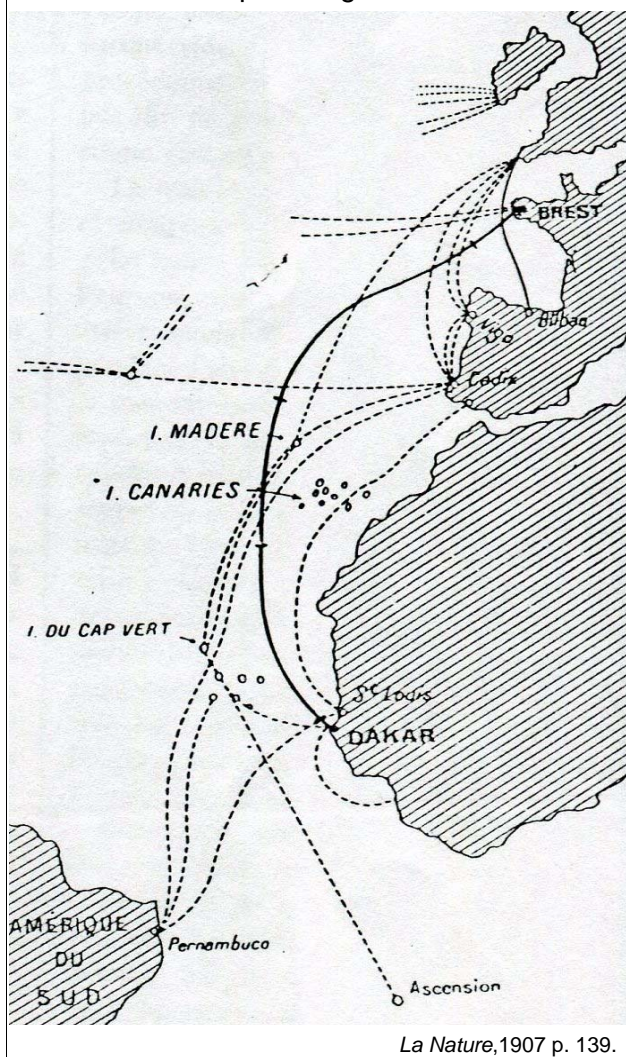 BREST
Bilbao
Vigo
Cadix
I. MADERE
I. CANARIES
I. DU CAP VERT
St Louis
DAKAR
AMÉRIQUE
DU
SUD
Pernambuco
Ascension
La Nature,1907 p. 139.